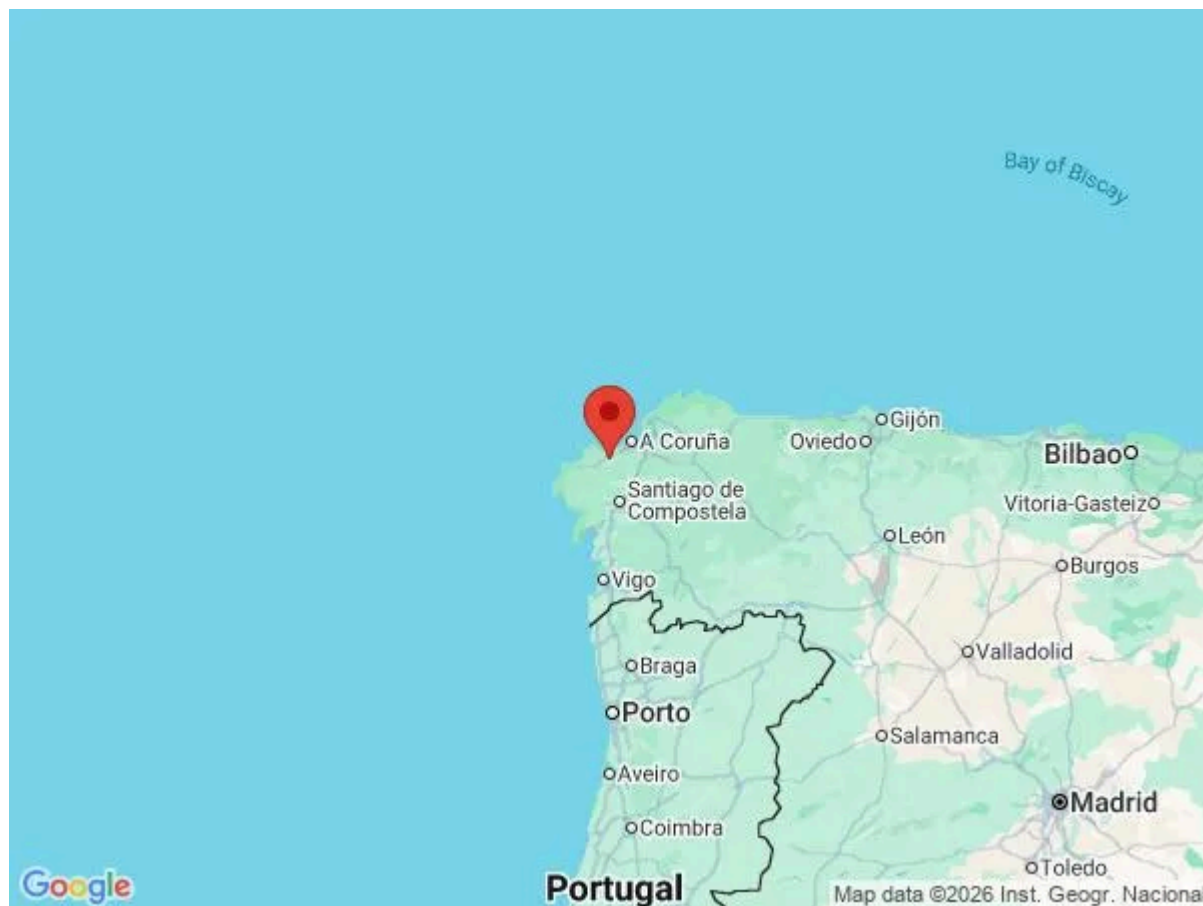 Bay of Biscay
Gijón
A Coruña
Oviedo
Bilbao
Santiago de
Compostela
Vitoria-Gasteiz
León
Burgos
Vigo
Valladolid
Braga
Porto
Salamanca
Aveiro
Madrid
Coimbra
Toledo
Google
Portugal
Map data ©2026 Inst. Geogr. Nacional